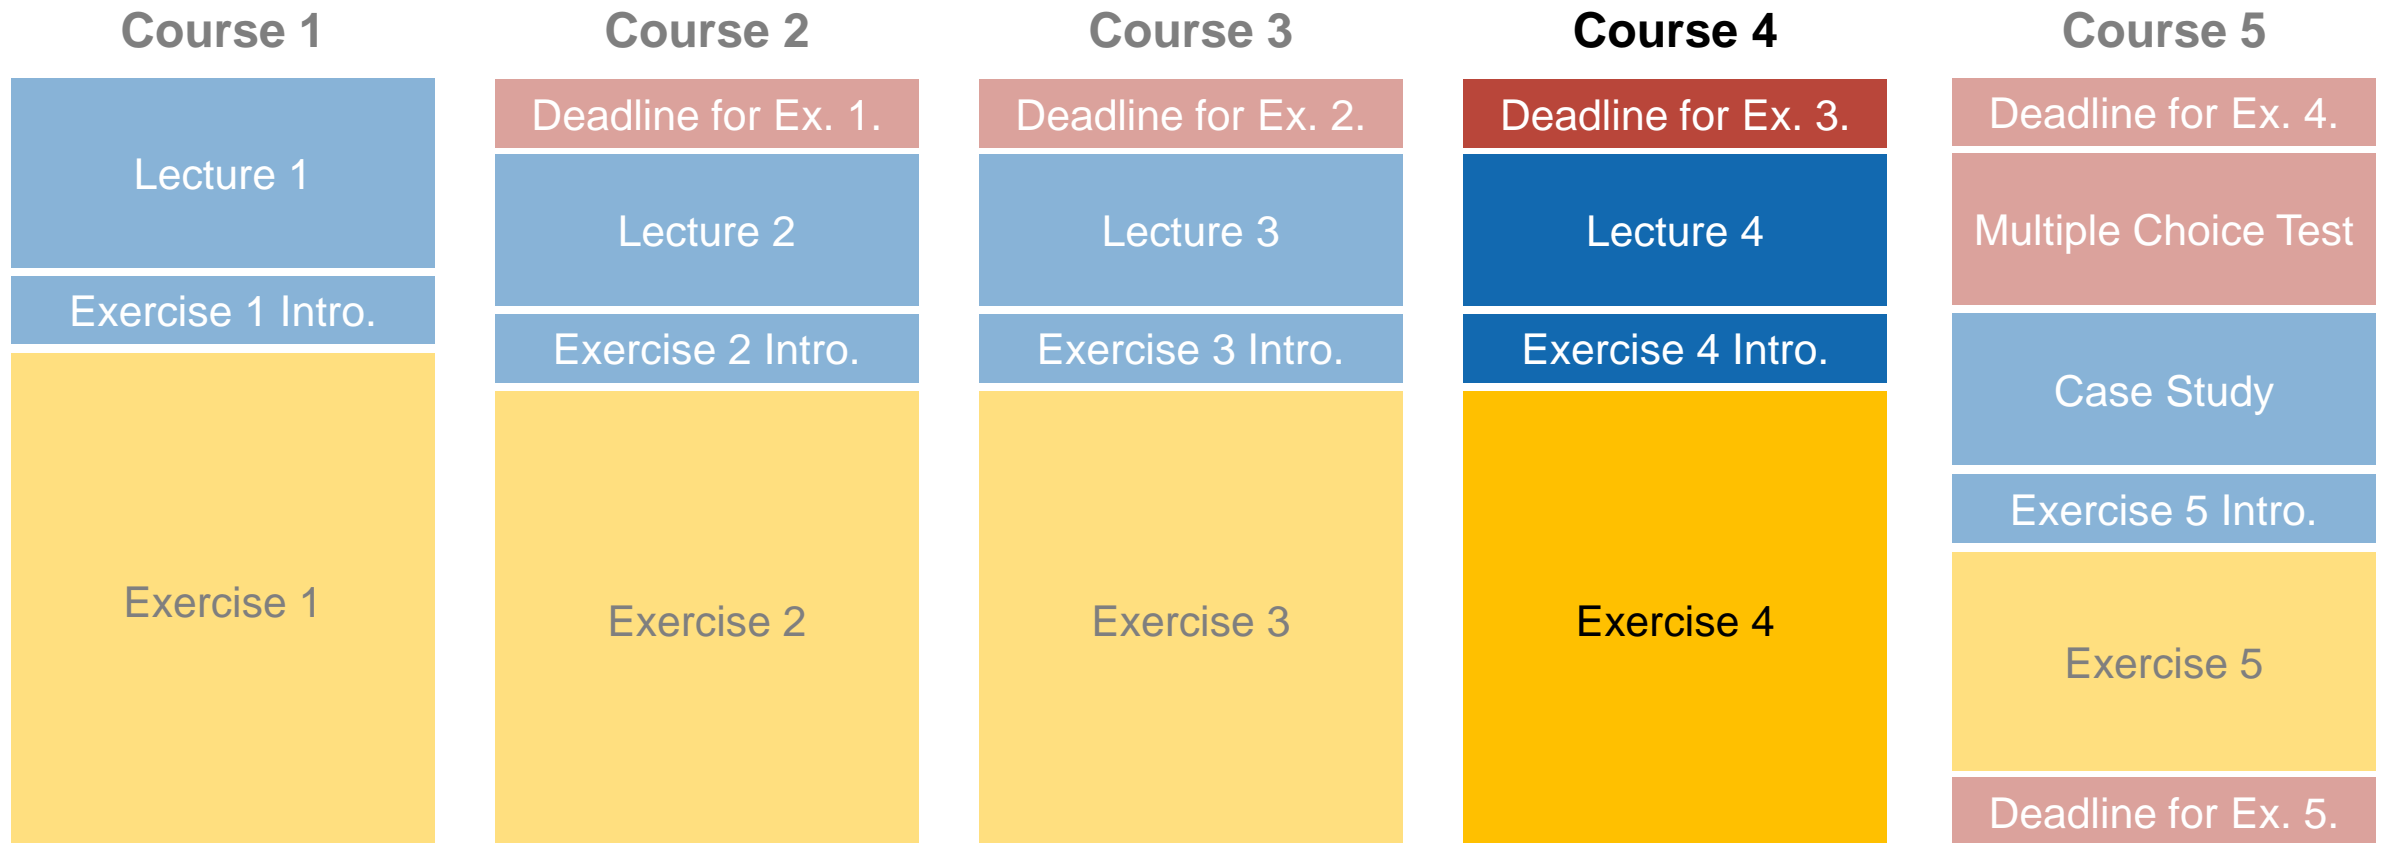 Course 1
Lecture 1
Exercise 1 Intro.
Exercise 1
Course 2
Deadline for Ex. 1.
Lecture 2
Exercise 2 Intro.
Exercise 2
Course 3
Deadline for Ex. 2.
Lecture 3
Exercise 3 Intro.
Exercise 3
Course 4
Deadline for Ex. 3.
Lecture 4
Exercise 4 Intro.
Exercise 4
Course 5
Deadline for Ex. 4.
Multiple Choice Test
Case Study
Exercise 5 Intro.
Exercise 5
Deadline for Ex. 5.